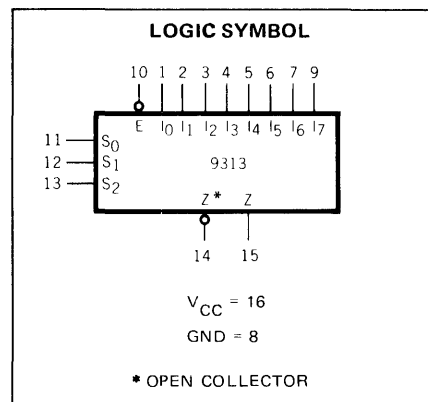 LOGIC SYMBOL
10 1 2 3 4 5 6 7 9
E I0 I1 I2 I3 I4 I5 I6 I7
11 S0
12 S1
13 S2
9313
Z* Z
14 15
VCC = 16
GND = 8
* OPEN COLLECTOR